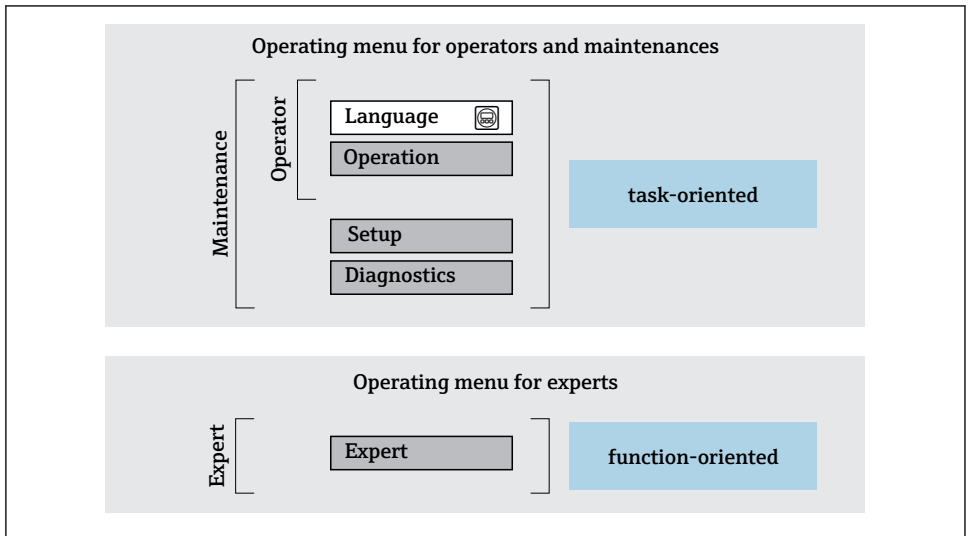 Operating menu for operators and maintenances
Maintenance
Operator
Language
Operation
Setup
Diagnostics
task-oriented
Operating menu for experts
Expert
Expert
function-oriented